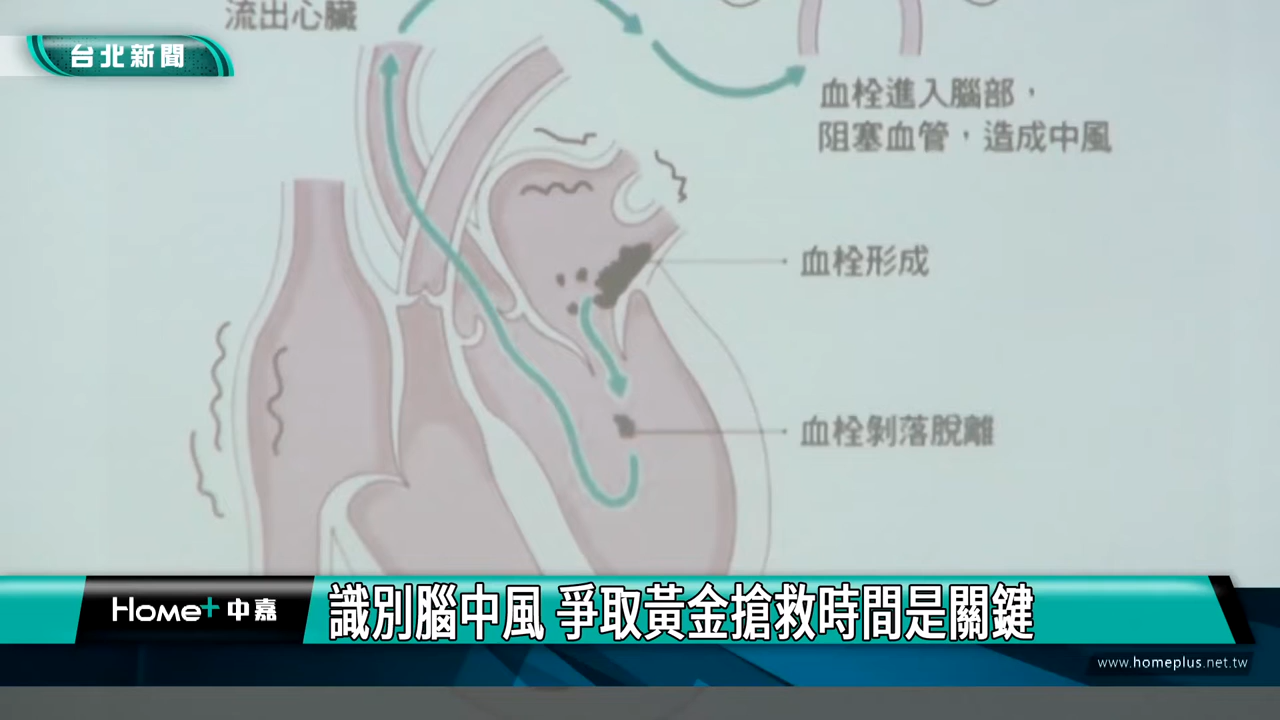 流出心臟
台北新聞
血栓進入腦部，
阻塞血管，造成中風
血栓形成
血栓剝落脫離
Home+ 中嘉
識別腦中風 爭取黃金搶救時間是關鍵
www.homeplus.net.tw